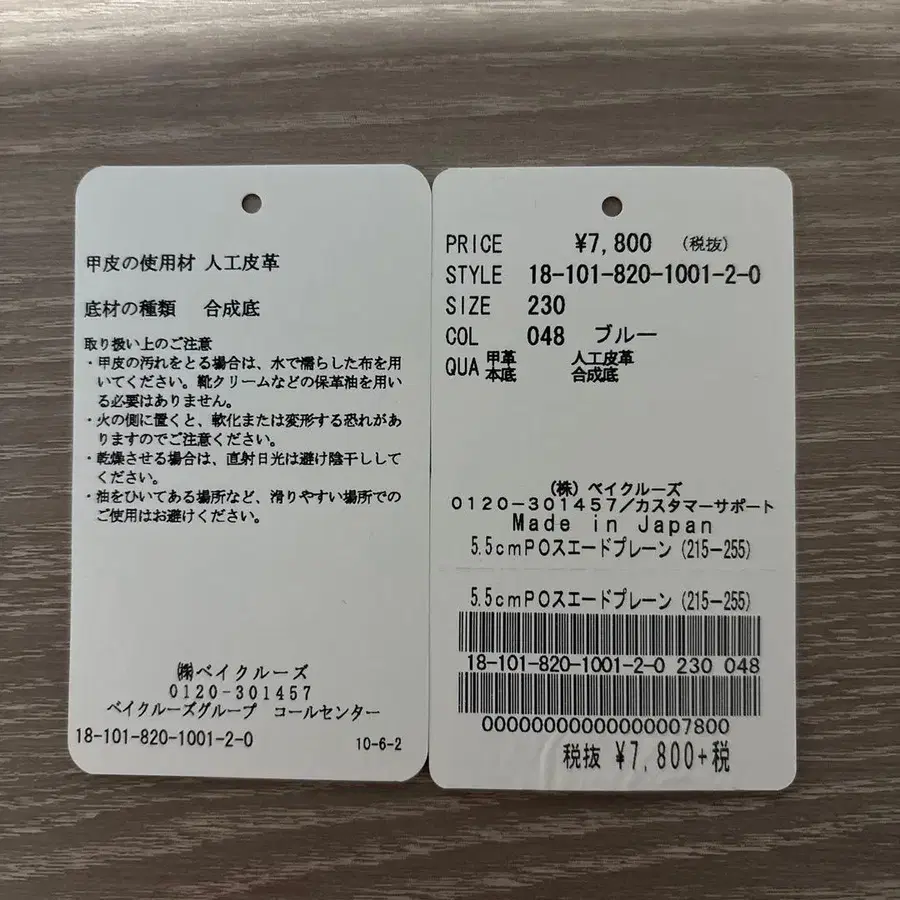 甲皮の使用材 人工皮革
底材の種類 合成底
取り扱い上のご注意
・甲皮の汚れをとる場合は、水で濡らした布を用
いてください。靴クリームなどの保革油を用い
る必要はありません。
・火の側に置くと、軟化または変形する恐れがあ
りますのでご注意ください。
・乾燥させる場合は、直射日光は避け陰干しして
ください。
・油をひいてある場所など、滑りやすい場所での
ご使用はお避けください。
㈱ベイクルーズ
0120-301457
ベイクルーズグループ コールセンター
18-101-820-1001-2-0 10-6-2
PRICE ¥7,800 (税抜)
STYLE 18-101-820-1001-2-0
SIZE 230
COL 048 ブルー
QUA 甲革 人工皮革
本底 合成底
(株) ベイクルーズ
0120-301457/カスタマーサポート
Made in Japan
5.5cmPOスエードプレーン(215-255)
5.5cmPOスエードプレーン(215-255)
18-101-820-1001-2-0 230 048
00000000000000007800
税抜 ¥7,800+税